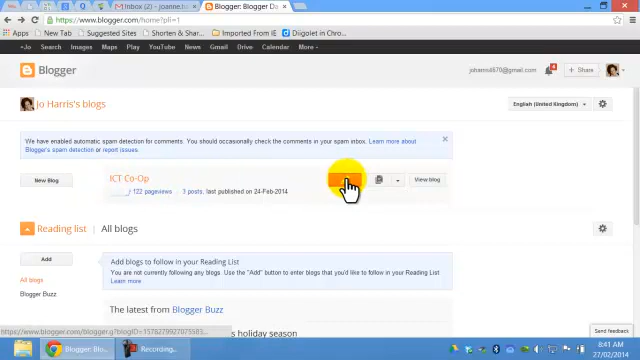 Inbox (2) - joanne.ha
Blogger: Blogger Da
https://www.blogger.com/home?pli=1
Apps New Tab Suggested Sites Shorten & Shar Diigolet in Chro
+Jo Search Images Maps Play YouTube News Gmail Drive Calendar More
Blogger
+ Share
Jo Harris's blogs
English (United Kingdom)
We have enabled automatic spam detection for comments. You should occasionally check the comments in your spam inbox. Learn more about
Blogger's spam detection or report issues.
New Blog
ICT Co-Op
View blog
122 pageviews - 3 posts, last published on 24-Feb-2014
Reading list | All blogs
Add
Add blogs to follow in your Reading List
You are not currently following any blogs. Use the "Add" button to enter blogs that you'd like to follow in your Reading List
Learn more
All blogs
Blogger Buzz
The latest from Blogger Buzz
is holiday season
Send feedback
Blogger: Blo...
Recording...
8:41 AM
27/02/2014